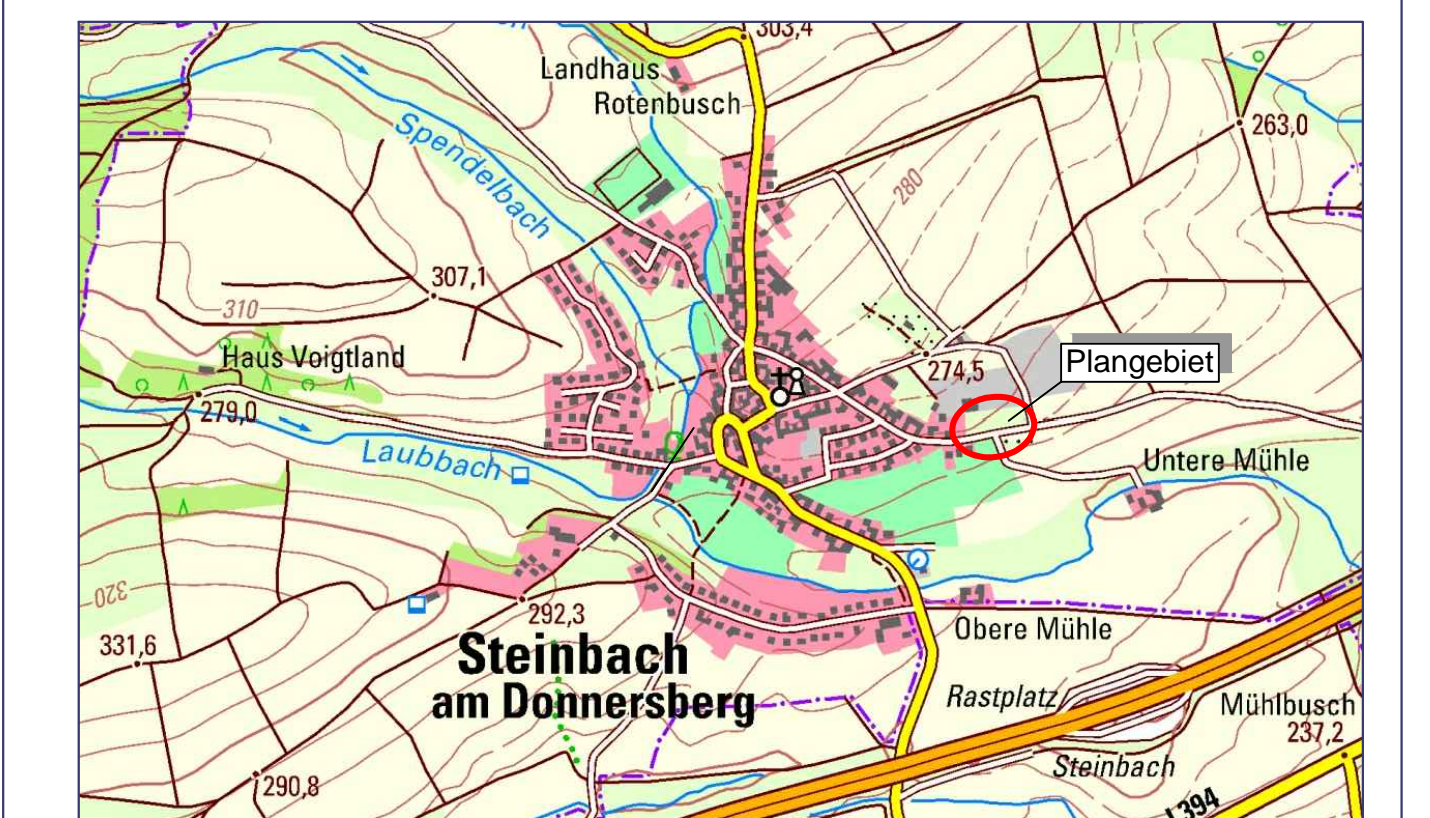 303,4
Landhaus
Rotenbusch
263,0
Spendelbach
280
307,1
310
Haus Voigtland
Plangebiet
274,5
279,0
Laubbach
Untere Mühle
320
292,3
Obere Mühle
331,6
Steinbach
am Donnersberg
Rastplatz
Mühlbusch
237,2
Steinbach
290,8
L394